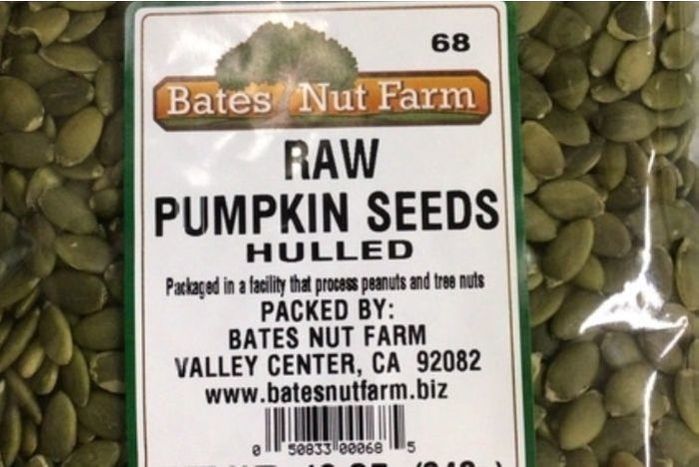 68
Bates Nut Farm
RAW
PUMPKIN SEEDS
HULLED
Packaged in a facility that process peanuts and tree nuts
PACKED BY:
BATES NUT FARM
VALLEY CENTER, CA 92082
www.batesnutfarm.biz
0 50833 00068 5